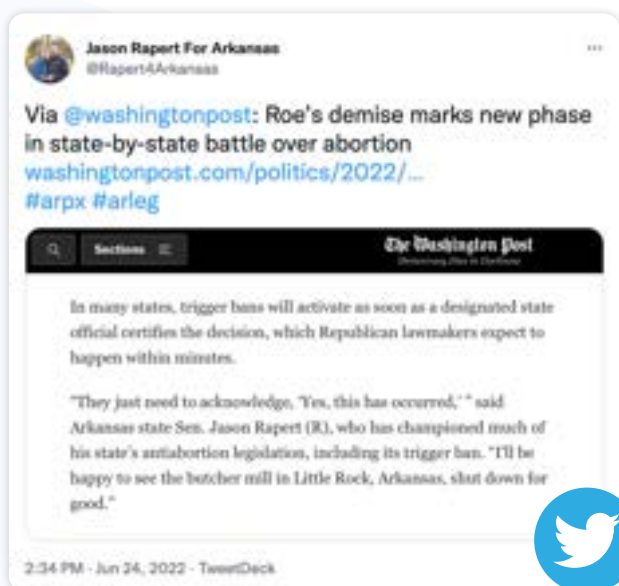 Jason Rapert For Arkansas
@Rapert4Arkansas
Via @washingtonpost: Roe's demise marks new phase
in state-by-state battle over abortion
washingtonpost.com/politics/2022/...
#arpx #arleg
Sections
The Washington Post
Democracy Dies in Darkness
In many states, trigger bans will activate as soon as a designated state
official certifies the decision, which Republican lawmakers expect to
happen within minutes.
"They just need to acknowledge, 'Yes, this has occurred,' " said
Arkansas state Sen. Jason Rapert (R), who has championed much of
his state's antiabortion legislation, including its trigger ban. "I'll be
happy to see the butcher mill in Little Rock, Arkansas, shut down for
good."
2:34 PM · Jun 24, 2022 · TweetDeck